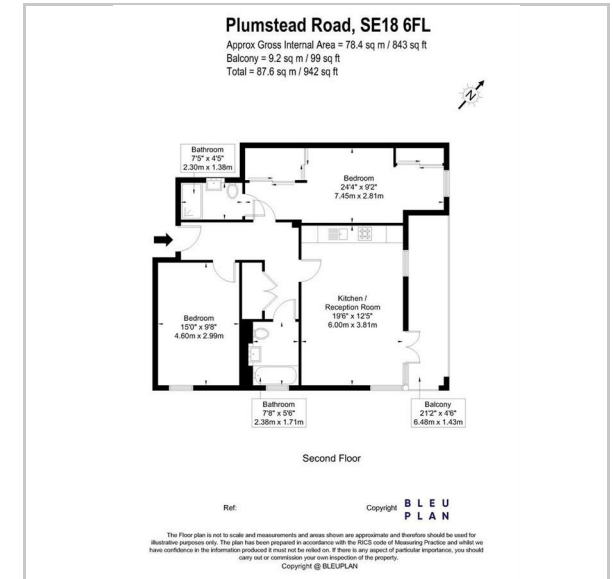 Plumstead Road, SE18 6FL
Approx Gross Internal Area = 78.4 sq m / 843 sq ft
Balcony = 9.2 sq m / 99 sq ft
Total = 87.6 sq m / 942 sq ft
N
Bathroom
7'5" x 4'5"
2.30m x 1.38m
Bedroom
24'4" x 9'2"
7.45m x 2.81m
Kitchen /
Reception Room
19'6" x 12'5"
6.00m x 3.81m
Bedroom
15'0" x 9'8"
4.60m x 2.99m
Bathroom
7'8" x 5'6"
2.38m x 1.71m
Balcony
21'2" x 4'6"
6.48m x 1.43m
Second Floor
Ref:
Copyright
BLEU
PLAN
The Floor plan is not to scale and measurements and areas shown are approximate and therefore should be used for
illustrative purposes only. The plan has been prepared in accordance with the RICS code of Measuring Practice and whilst we
have confidence in the information produced it must not be relied on. If there is any aspect of particular importance, you should
carry out or commission your own inspection of the property.
Copyright @ BLEUPLAN